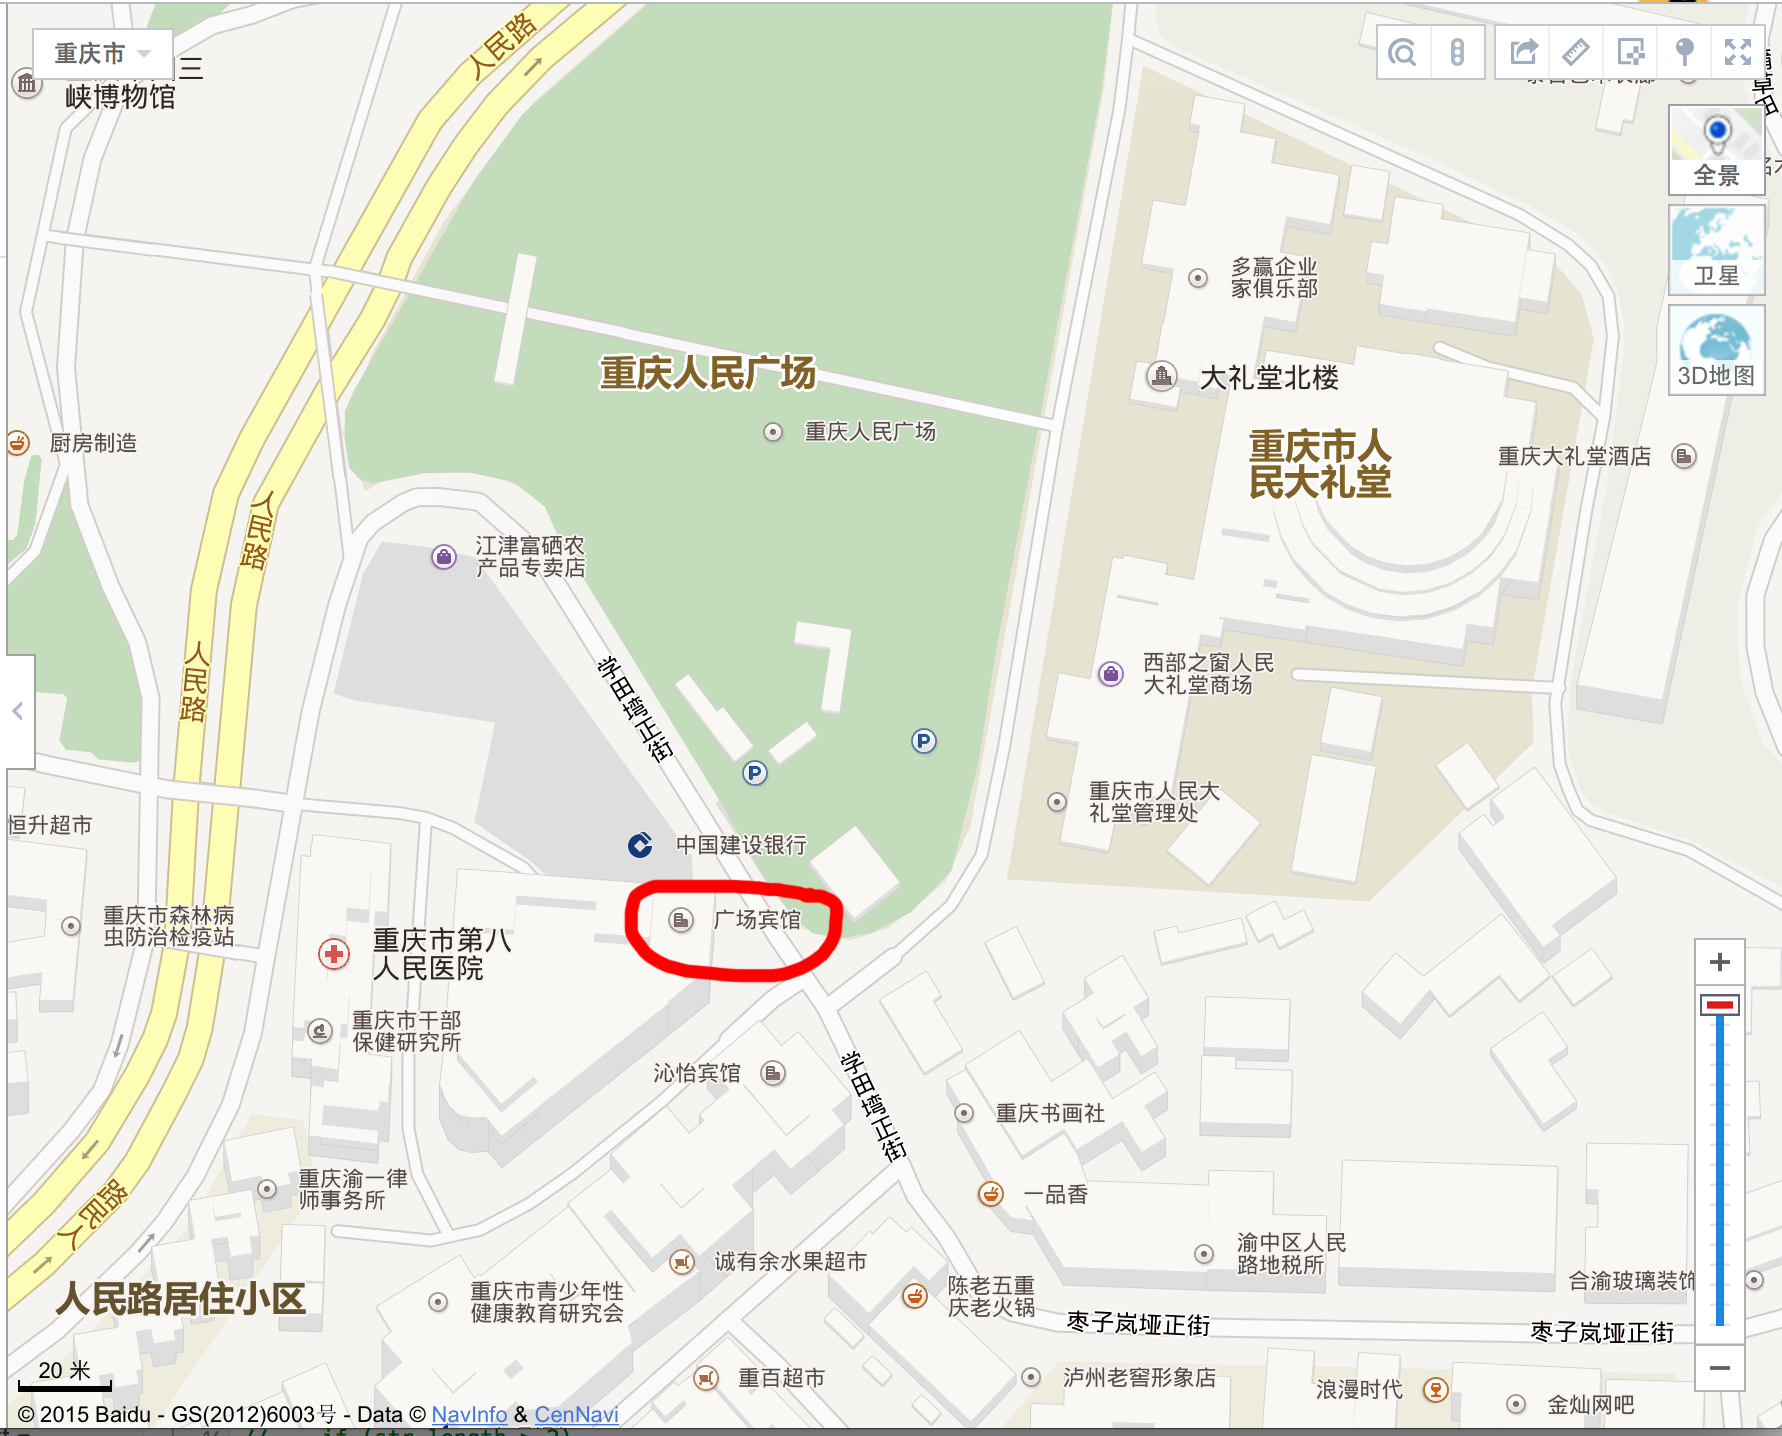 重庆市
三
峡博物馆
人民路
全景
卫星
3D地图
多赢企业
家俱乐部
重庆人民广场
大礼堂北楼
重庆人民广场
重庆市人
民大礼堂
重庆大礼堂酒店
厨房制造
人民路
江津富硒农
产品专卖店
人民路
学田湾正街
西部之窗人民
大礼堂商场
P
P
重庆市人民大
礼堂管理处
恒升超市
中国建设银行
重庆市森林病
虫防治检疫站
广场宾馆
重庆市第八
人民医院
重庆市干部
保健研究所
沁怡宾馆
学田湾正街
重庆书画社
重庆渝一律
师事务所
一品香
人民路
渝中区人民
路地税所
诚有余水果超市
合渝玻璃装饰
人民路居住小区
重庆市青少年性
健康教育研究会
陈老五重
庆老火锅
枣子岚垭正街
枣子岚垭正街
20 米
重百超市
泸州老窖形象店
浪漫时代
金灿网吧
© 2015 Baidu - GS(2012)6003号 - Data © NavInfo & CenNavi